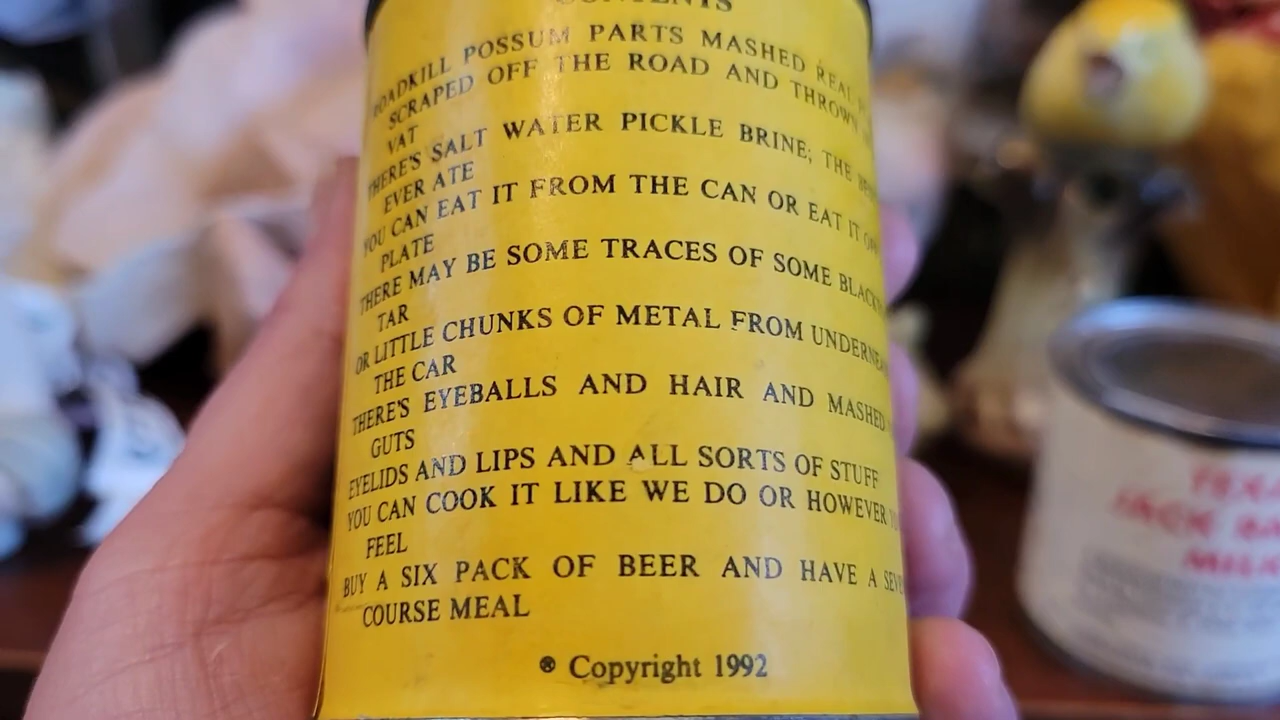 CONTENTS
ROADKILL POSSUM PARTS MASHED REAL
SCRAPED OFF THE ROAD AND THROWN
VAT
THERE'S SALT WATER PICKLE BRINE; THE
EVER ATE
YOU CAN EAT IT FROM THE CAN OR EAT IT
PLATE
THERE MAY BE SOME TRACES OF SOME
TAR
OR LITTLE CHUNKS OF METAL FROM
THE CAR
THERE'S EYEBALLS AND HAIR AND MASHED
GUTS
EYELIDS AND LIPS AND ALL SORTS OF STUFF
YOU CAN COOK IT LIKE WE DO OR HOWEVER
FEEL
BUY A SIX PACK OF BEER AND HAVE A
COURSE MEAL
® Copyright 1992
JACK
MILK